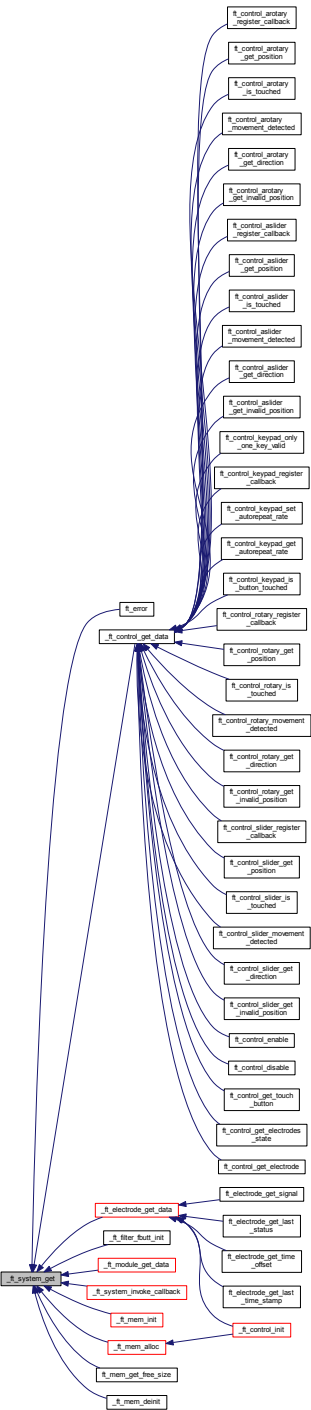 ft_control_arotary
_register_callback
ft_control_arotary
_get_position
ft_control_arotary
_is_touched
ft_control_arotary
_movement_detected
ft_control_arotary
_get_direction
ft_control_arotary
_get_invalid_position
ft_control_aslider
_register_callback
ft_control_aslider
_get_position
ft_control_aslider
_is_touched
ft_control_aslider
_movement_detected
ft_control_aslider
_get_direction
ft_control_aslider
_get_invalid_position
ft_control_keypad_only
_one_key_valid
ft_control_keypad_register
_callback
ft_control_keypad_set
_autorepeat_rate
ft_control_keypad_get
_autorepeat_rate
ft_control_keypad_is
_button_touched
ft_error
ft_control_rotary_register
_callback
_ft_control_get_data
ft_control_rotary_get
_position
ft_control_rotary_is
_touched
ft_control_rotary_movement
_detected
ft_control_rotary_get
_direction
ft_control_rotary_get
_invalid_position
ft_control_slider_register
_callback
ft_control_slider_get
_position
ft_control_slider_is
_touched
ft_control_slider_movement
_detected
ft_control_slider_get
_direction
ft_control_slider_get
_invalid_position
ft_control_enable
ft_control_disable
ft_control_get_touch
_button
ft_control_get_electrodes
_state
ft_control_get_electrode
ft_electrode_get_signal
_ft_electrode_get_data
ft_electrode_get_last
_status
_ft_filter_fbutt_init
ft_electrode_get_time
_offset
_ft_module_get_data
_ft_system_get
_ft_system_invoke_callback
ft_electrode_get_last
_time_stamp
_ft_mem_init
_ft_control_init
_ft_mem_alloc
ft_mem_get_free_size
_ft_mem_deinit